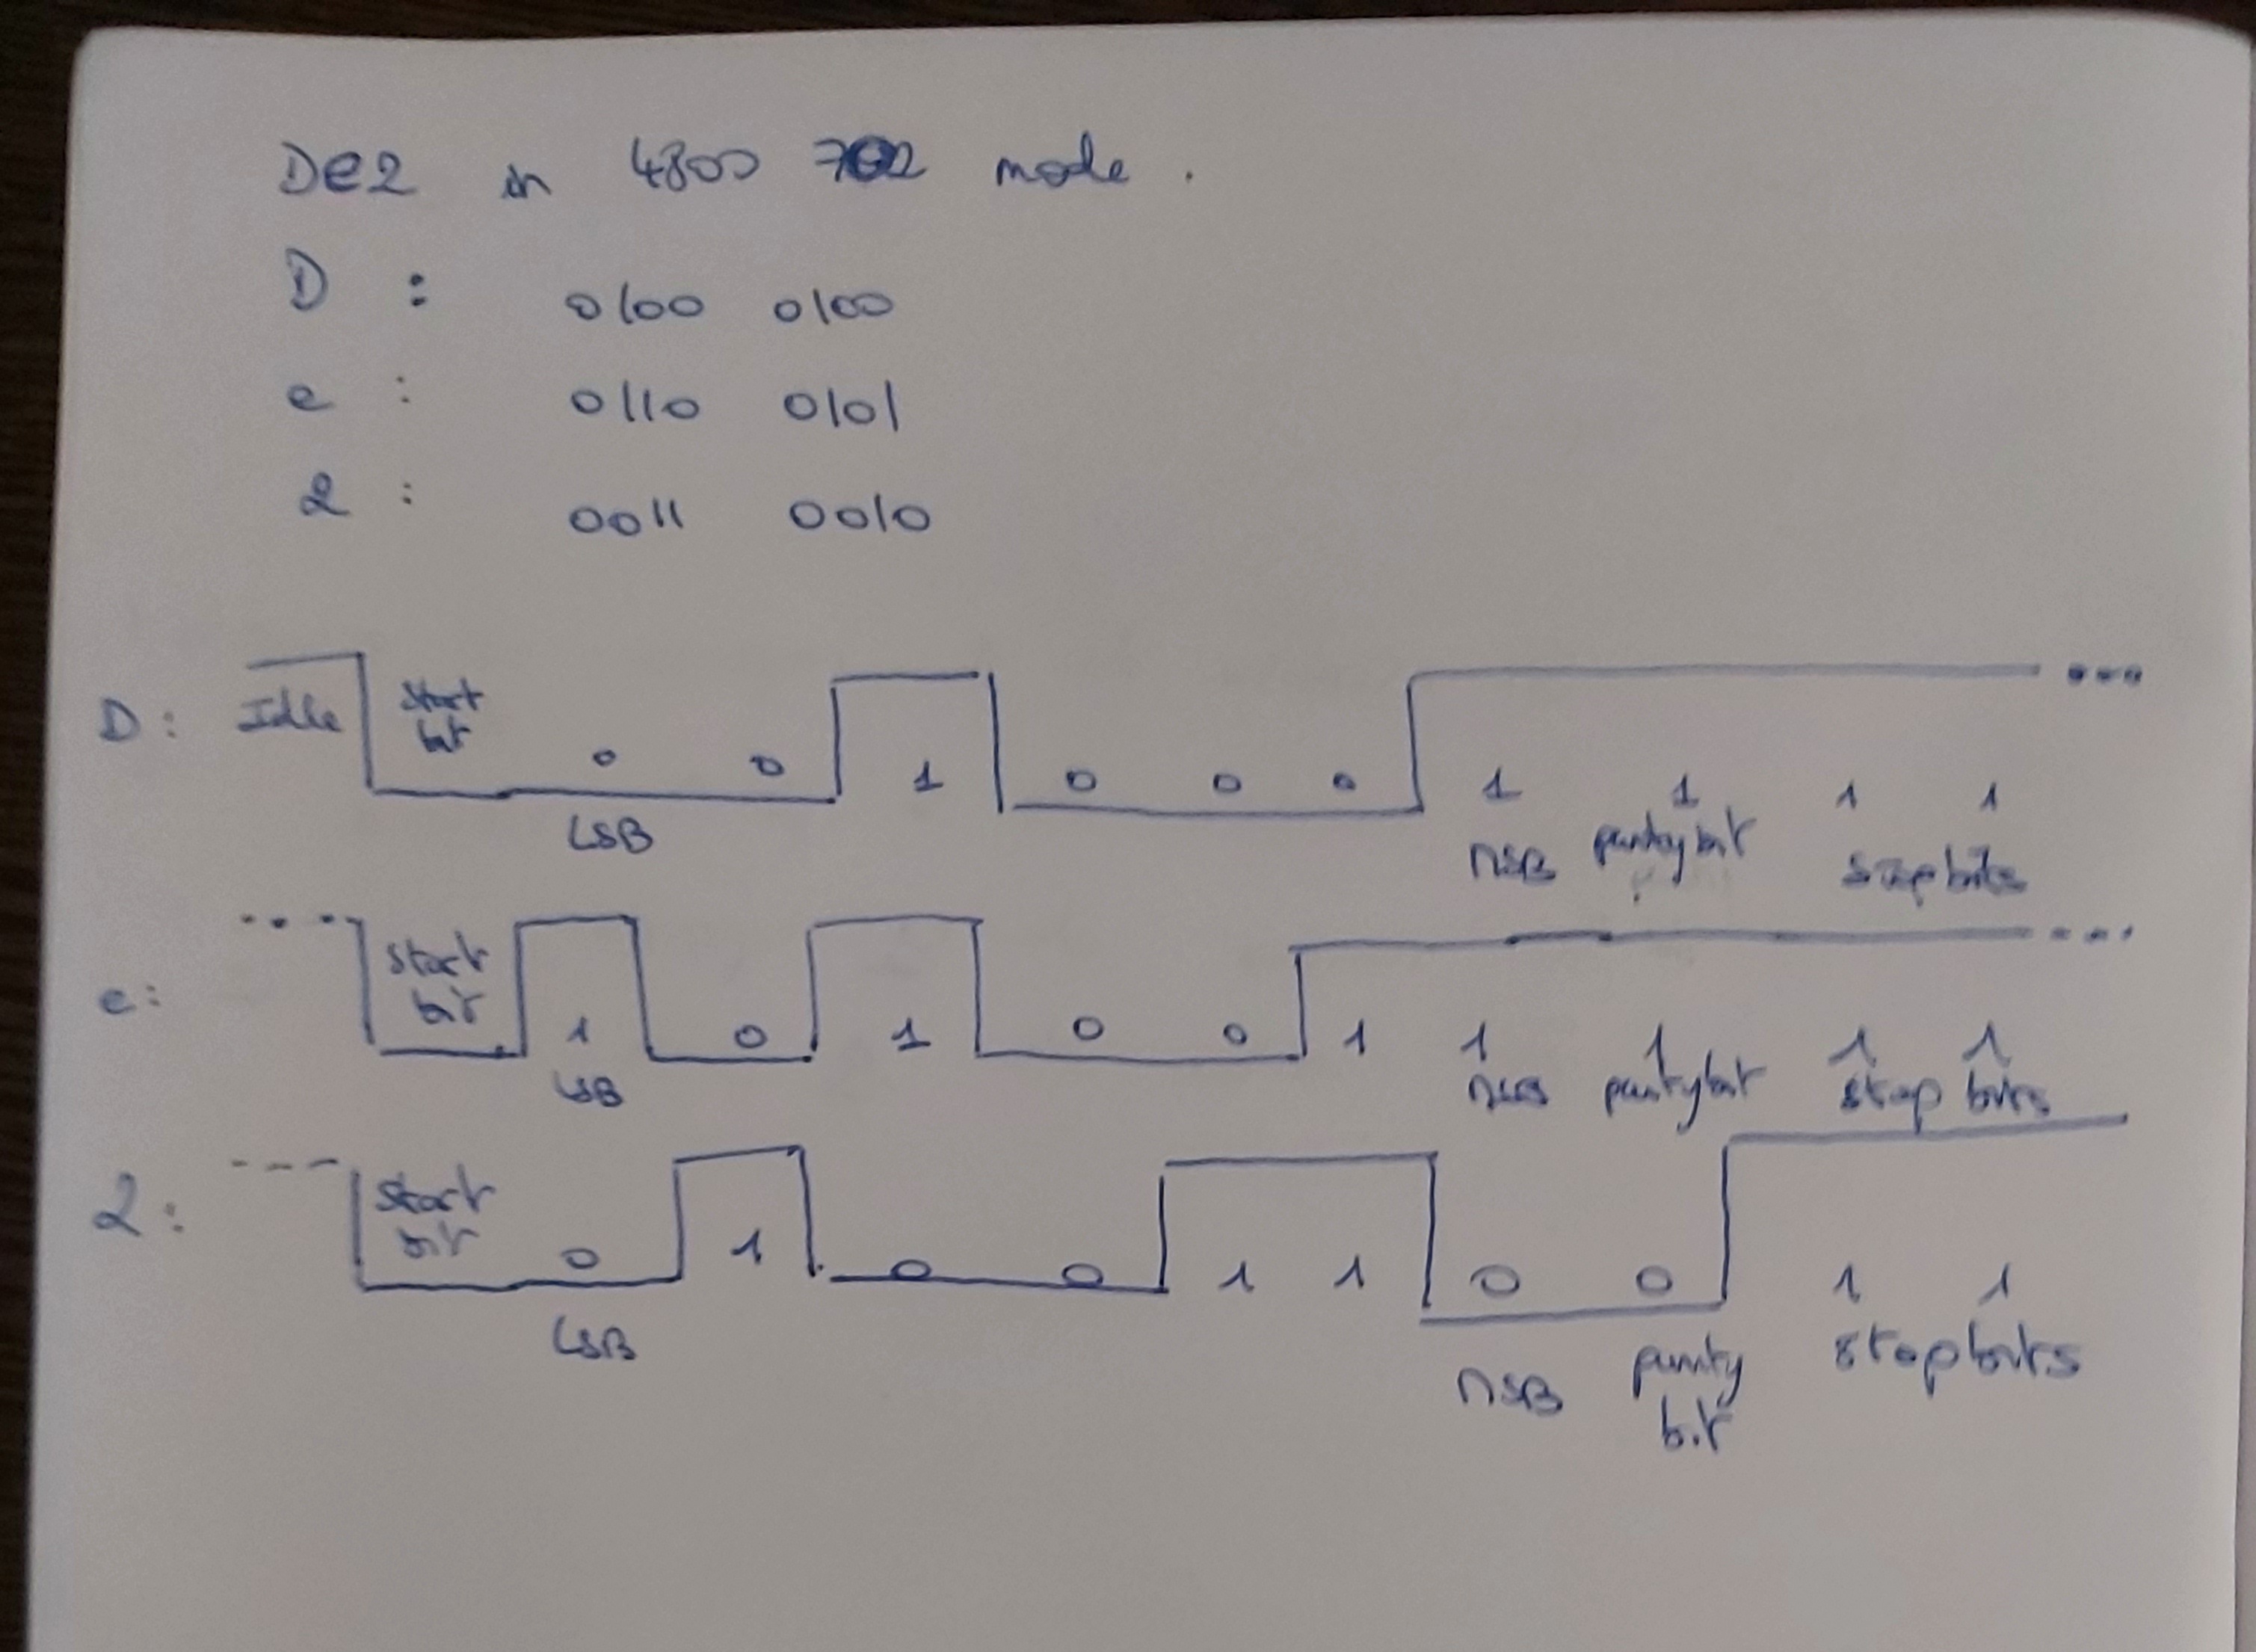 De2 in 4800 7O2 mode.
D : 0100 0100
e : 0110 0101
2 : 0011 0010
D: Idle Start bit 0 0 1 0 0 0 1 1 1 1
LSB MSB parity bit stop bits
... ...
e: Start bit 1 0 1 0 0 1 1 1 1 1
LSB MSB parity bit stop bits
2: Start bit 0 1 0 0 1 1 0 0 1 1
LSB MSB parity bit stop bits